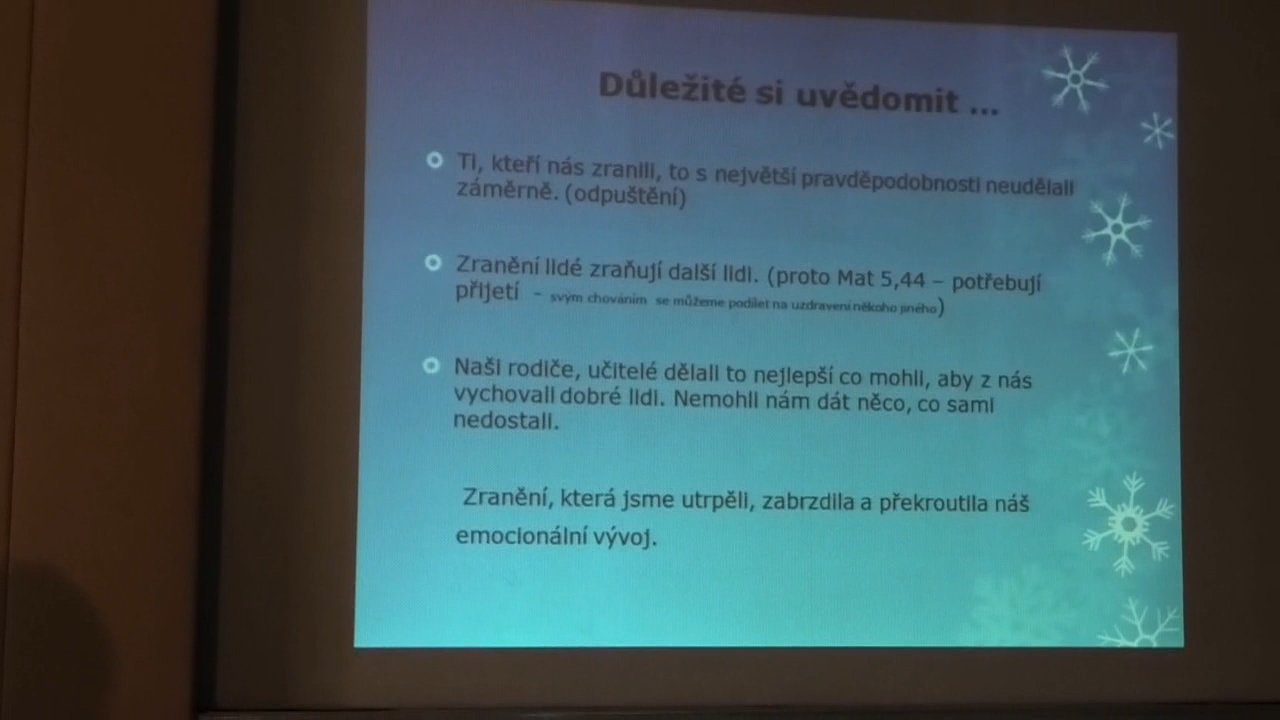 Důležité si uvědomit ...
Ti, kteří nás zranili, to s největší pravděpodobnosti neudělali
záměrně. (odpuštění)
Zranění lidé zraňují další lidi. (proto Mat 5,44 – potřebují
přijetí – svým chováním se můžeme podílet na uzdravení někoho jiného)
Naši rodiče, učitelé dělali to nejlepší co mohli, aby z nás
vychovali dobré lidi. Nemohli nám dát něco, co sami
nedostali.
Zranění, která jsme utrpěli, zabrzdila a překroutila náš
emocionální vývoj.